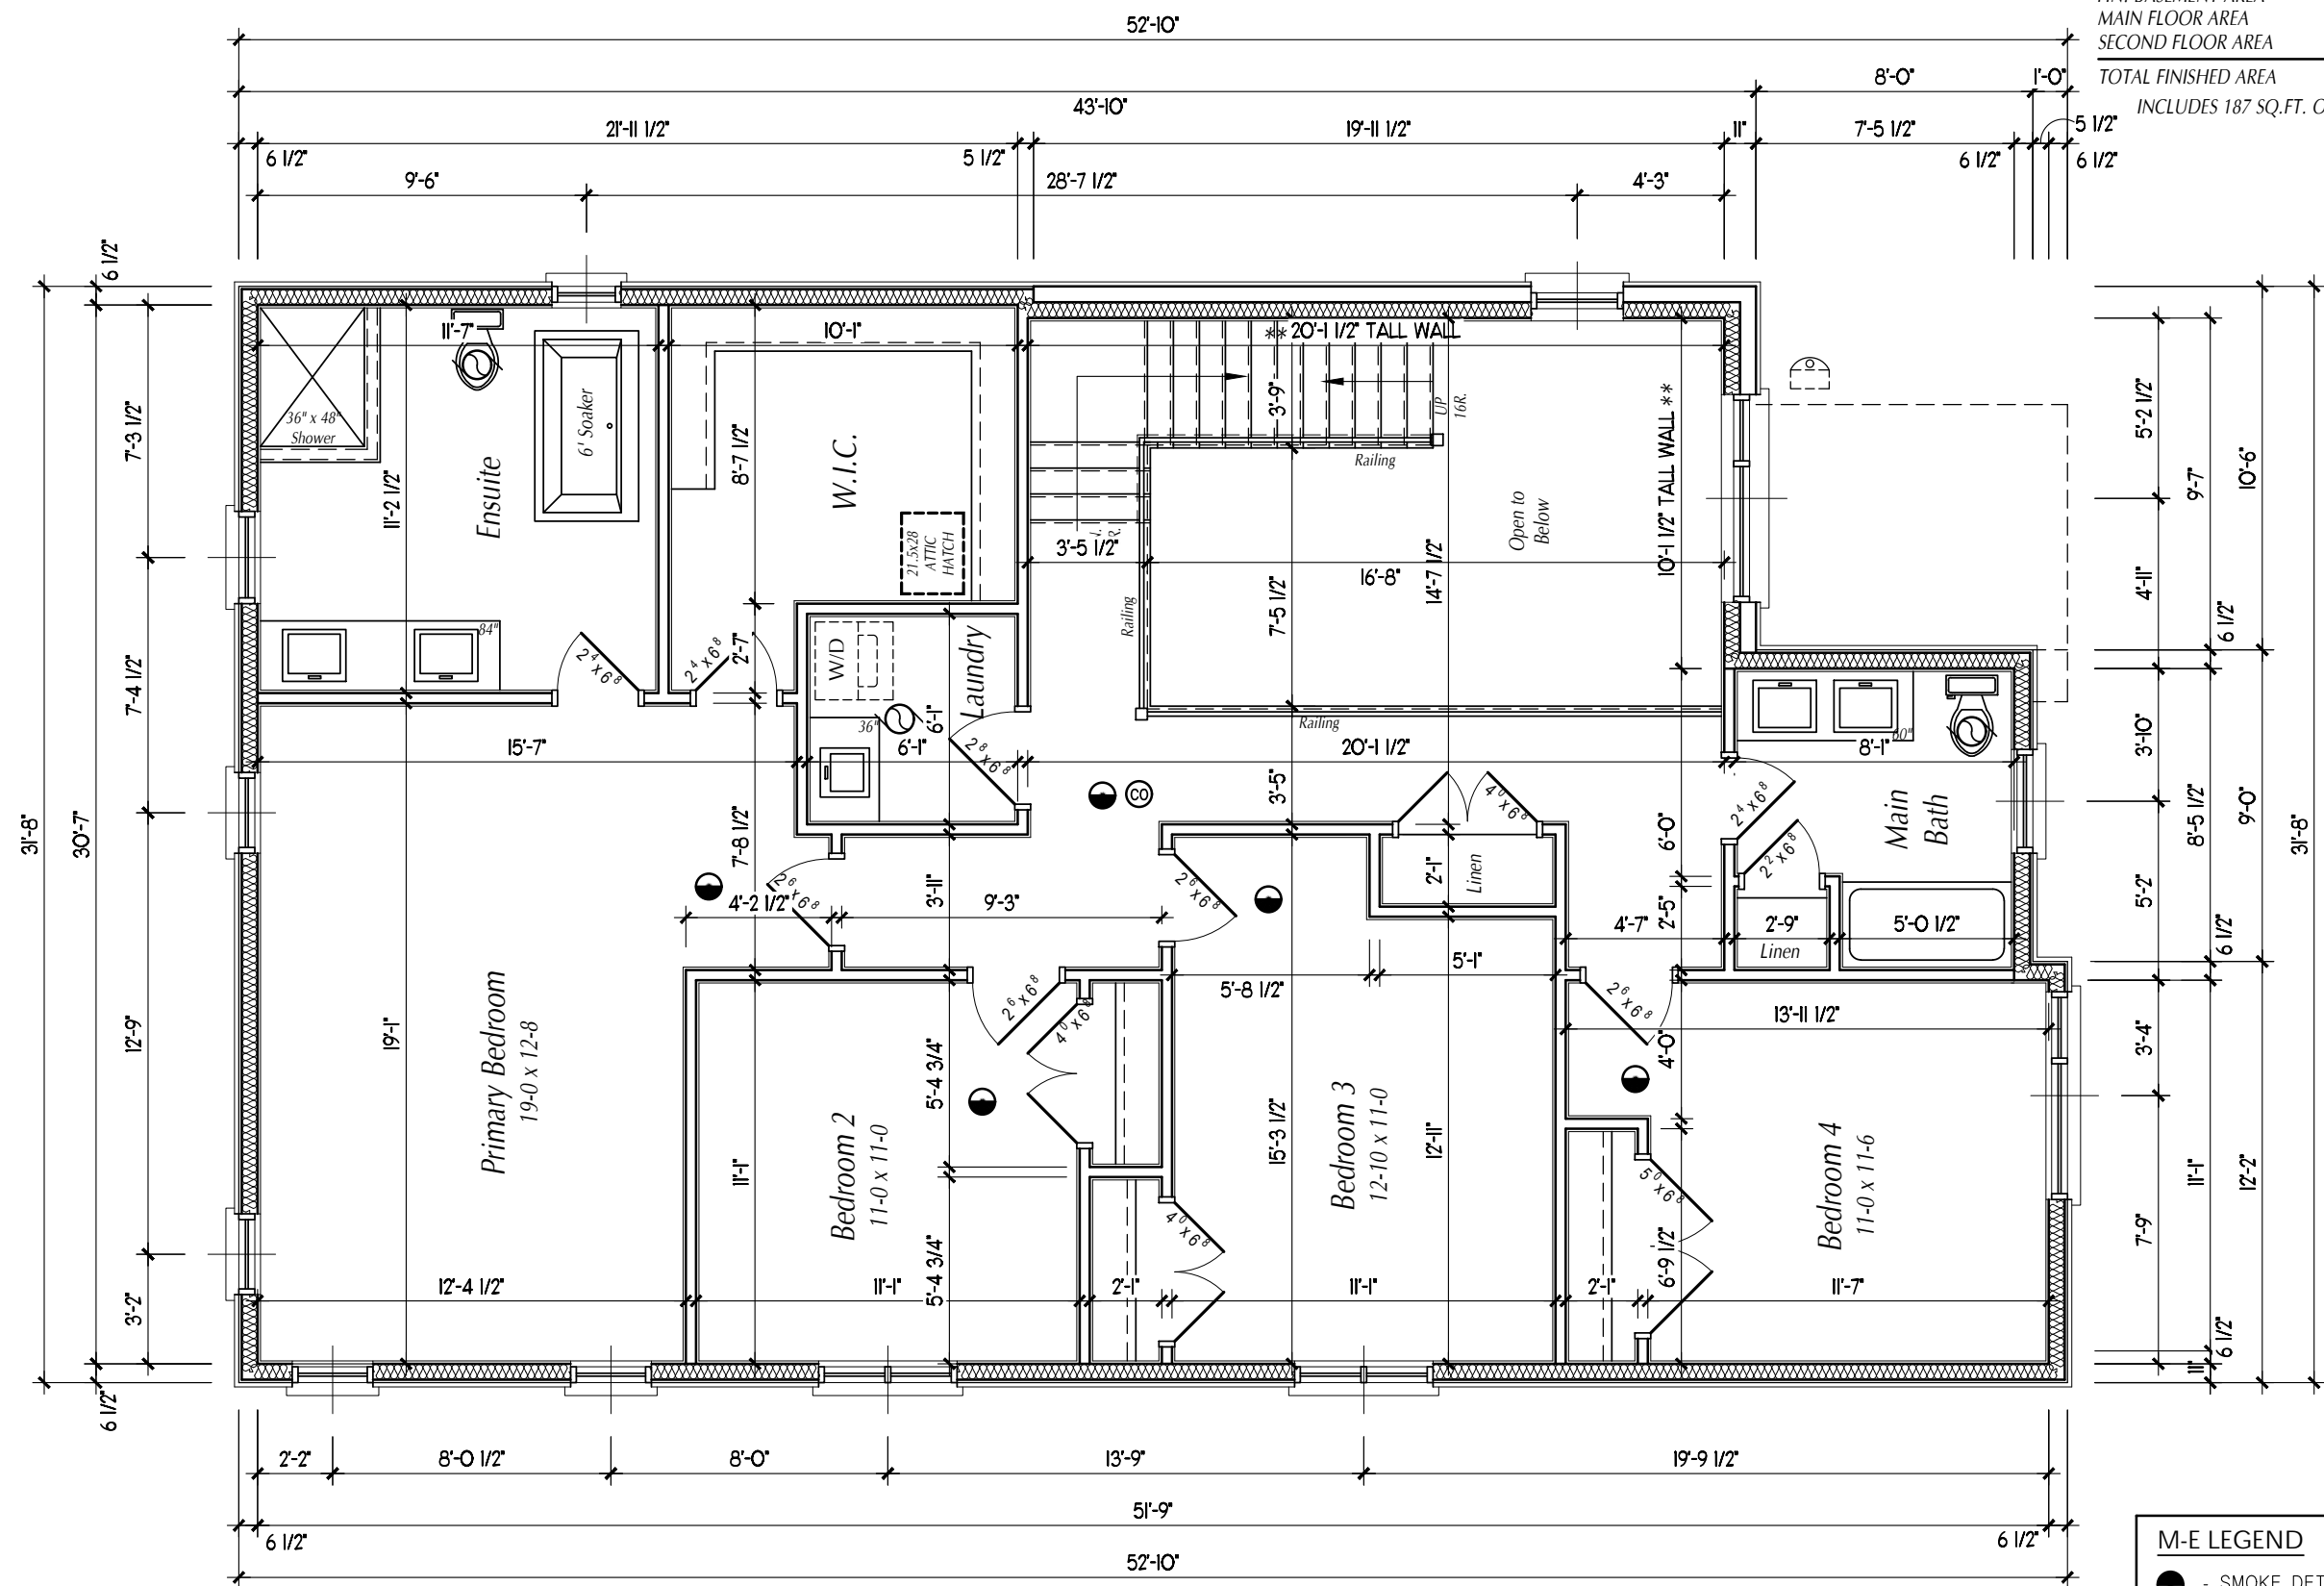 MAIN FLOOR AREA
SECOND FLOOR AREA
TOTAL FINISHED AREA
INCLUDES 187 SQ.FT.
52'-10"
8'-0"
1'-0"
43'-10"
21'-11 1/2"
19'-11 1/2"
11"
7'-5 1/2"
5 1/2"
6 1/2"
5 1/2"
6 1/2"
6 1/2"
9'-6"
28'-7 1/2"
4'-3"
6 1/2"
31'-8"
30'-7"
7'-3 1/2"
7'-4 1/2"
12'-9"
3'-2"
6 1/2"
11'-7"
10'-1"
** 20'-1 1/2" TALL WALL
36" x 48"
Shower
6' Soaker
Ensuite
11'-2 1/2"
84"
2⁴x6⁸
8'-7 1/2"
W.I.C.
21.5x28
ATTIC
HATCH
2⁴x6⁸
2'-7"
3'-9"
UP
16R.
Railing
3'-5 1/2"
16'-8"
7'-5 1/2"
14'-7 1/2"
Open to
Below
10'-1 1/2" TALL WALL **
Railing
Railing
W/D
Laundry
36"
6'-1"
6'-1"
2⁸x6⁸
15'-7"
20'-1 1/2"
8'-1"
60"
CO
3'-5"
4⁰x6⁸
2⁴x6⁸
Main
Bath
2²x6⁸
7'-8 1/2"
2⁶x6⁸
4'-2 1/2"
3'-11"
9'-3"
2⁶x6⁸
2'-1"
Linen
6'-0"
2'-5"
4'-7"
2'-9"
Linen
5'-0 1/2"
5'-1"
5'-8 1/2"
2⁶x6⁸
4⁰x6⁸
2⁶x6⁸
13'-11 1/2"
4'-0"
Primary Bedroom
19-0 x 12-8
19'-1"
11'-1"
Bedroom 2
11-0 x 11-0
5'-4 3/4"
5'-4 3/4"
4⁰x6⁸
15'-3 1/2"
Bedroom 3
12-10 x 11-0
12'-11"
5⁰x6⁸
6'-9 1/2"
Bedroom 4
11-0 x 11-6
12'-4 1/2"
11'-1"
2'-1"
11'-1"
2'-1"
11'-7"
5'-2 1/2"
4'-11"
3'-10"
5'-2"
3'-4"
7'-9"
9'-7"
6 1/2"
8'-5 1/2"
6 1/2"
11'-1"
6 1/2"
11"
10'-6"
9'-0"
12'-2"
31'-8"
2'-2"
8'-0 1/2"
8'-0"
13'-9"
19'-9 1/2"
51'-9"
6 1/2"
6 1/2"
52'-10"
M-E LEGEND
- SMOKE DET